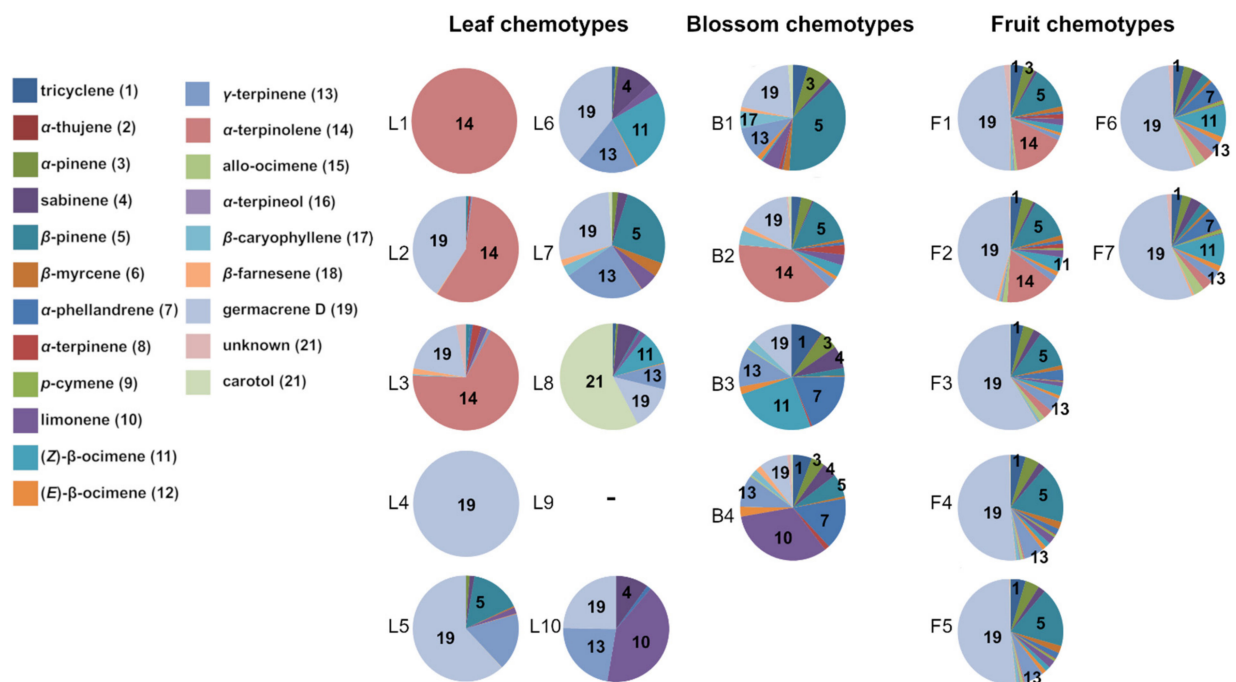 Leaf chemotypes
Blossom chemotypes
Fruit chemotypes
tricyclene (1)
α-thujene (2)
α-pinene (3)
sabinene (4)
β-pinene (5)
β-myrcene (6)
α-phellandrene (7)
α-terpinene (8)
p-cymene (9)
limonene (10)
(Z)-β-ocimene (11)
(E)-β-ocimene (12)
γ-terpinene (13)
α-terpinolene (14)
allo-ocimene (15)
α-terpineol (16)
β-caryophyllene (17)
β-farnesene (18)
germacrene D (19)
unknown (21)
carotol (21)
L1
14
L2
19
14
L3
19
14
L4
19
L5
5
19
L6
4
19
11
13
L7
19
5
13
L8
11
21
13
19
L9
-
L10
4
19
13
10
B1
3
19
17
5
13
B2
19
5
14
B3
1
3
19
4
13
7
11
B4
1
3
19
4
5
13
7
10
F1
1
3
5
19
14
F2
1
5
19
11
14
F3
1
5
19
13
F4
1
5
19
13
F5
1
5
19
13
F6
1
7
11
19
13
F7
1
7
11
19
13